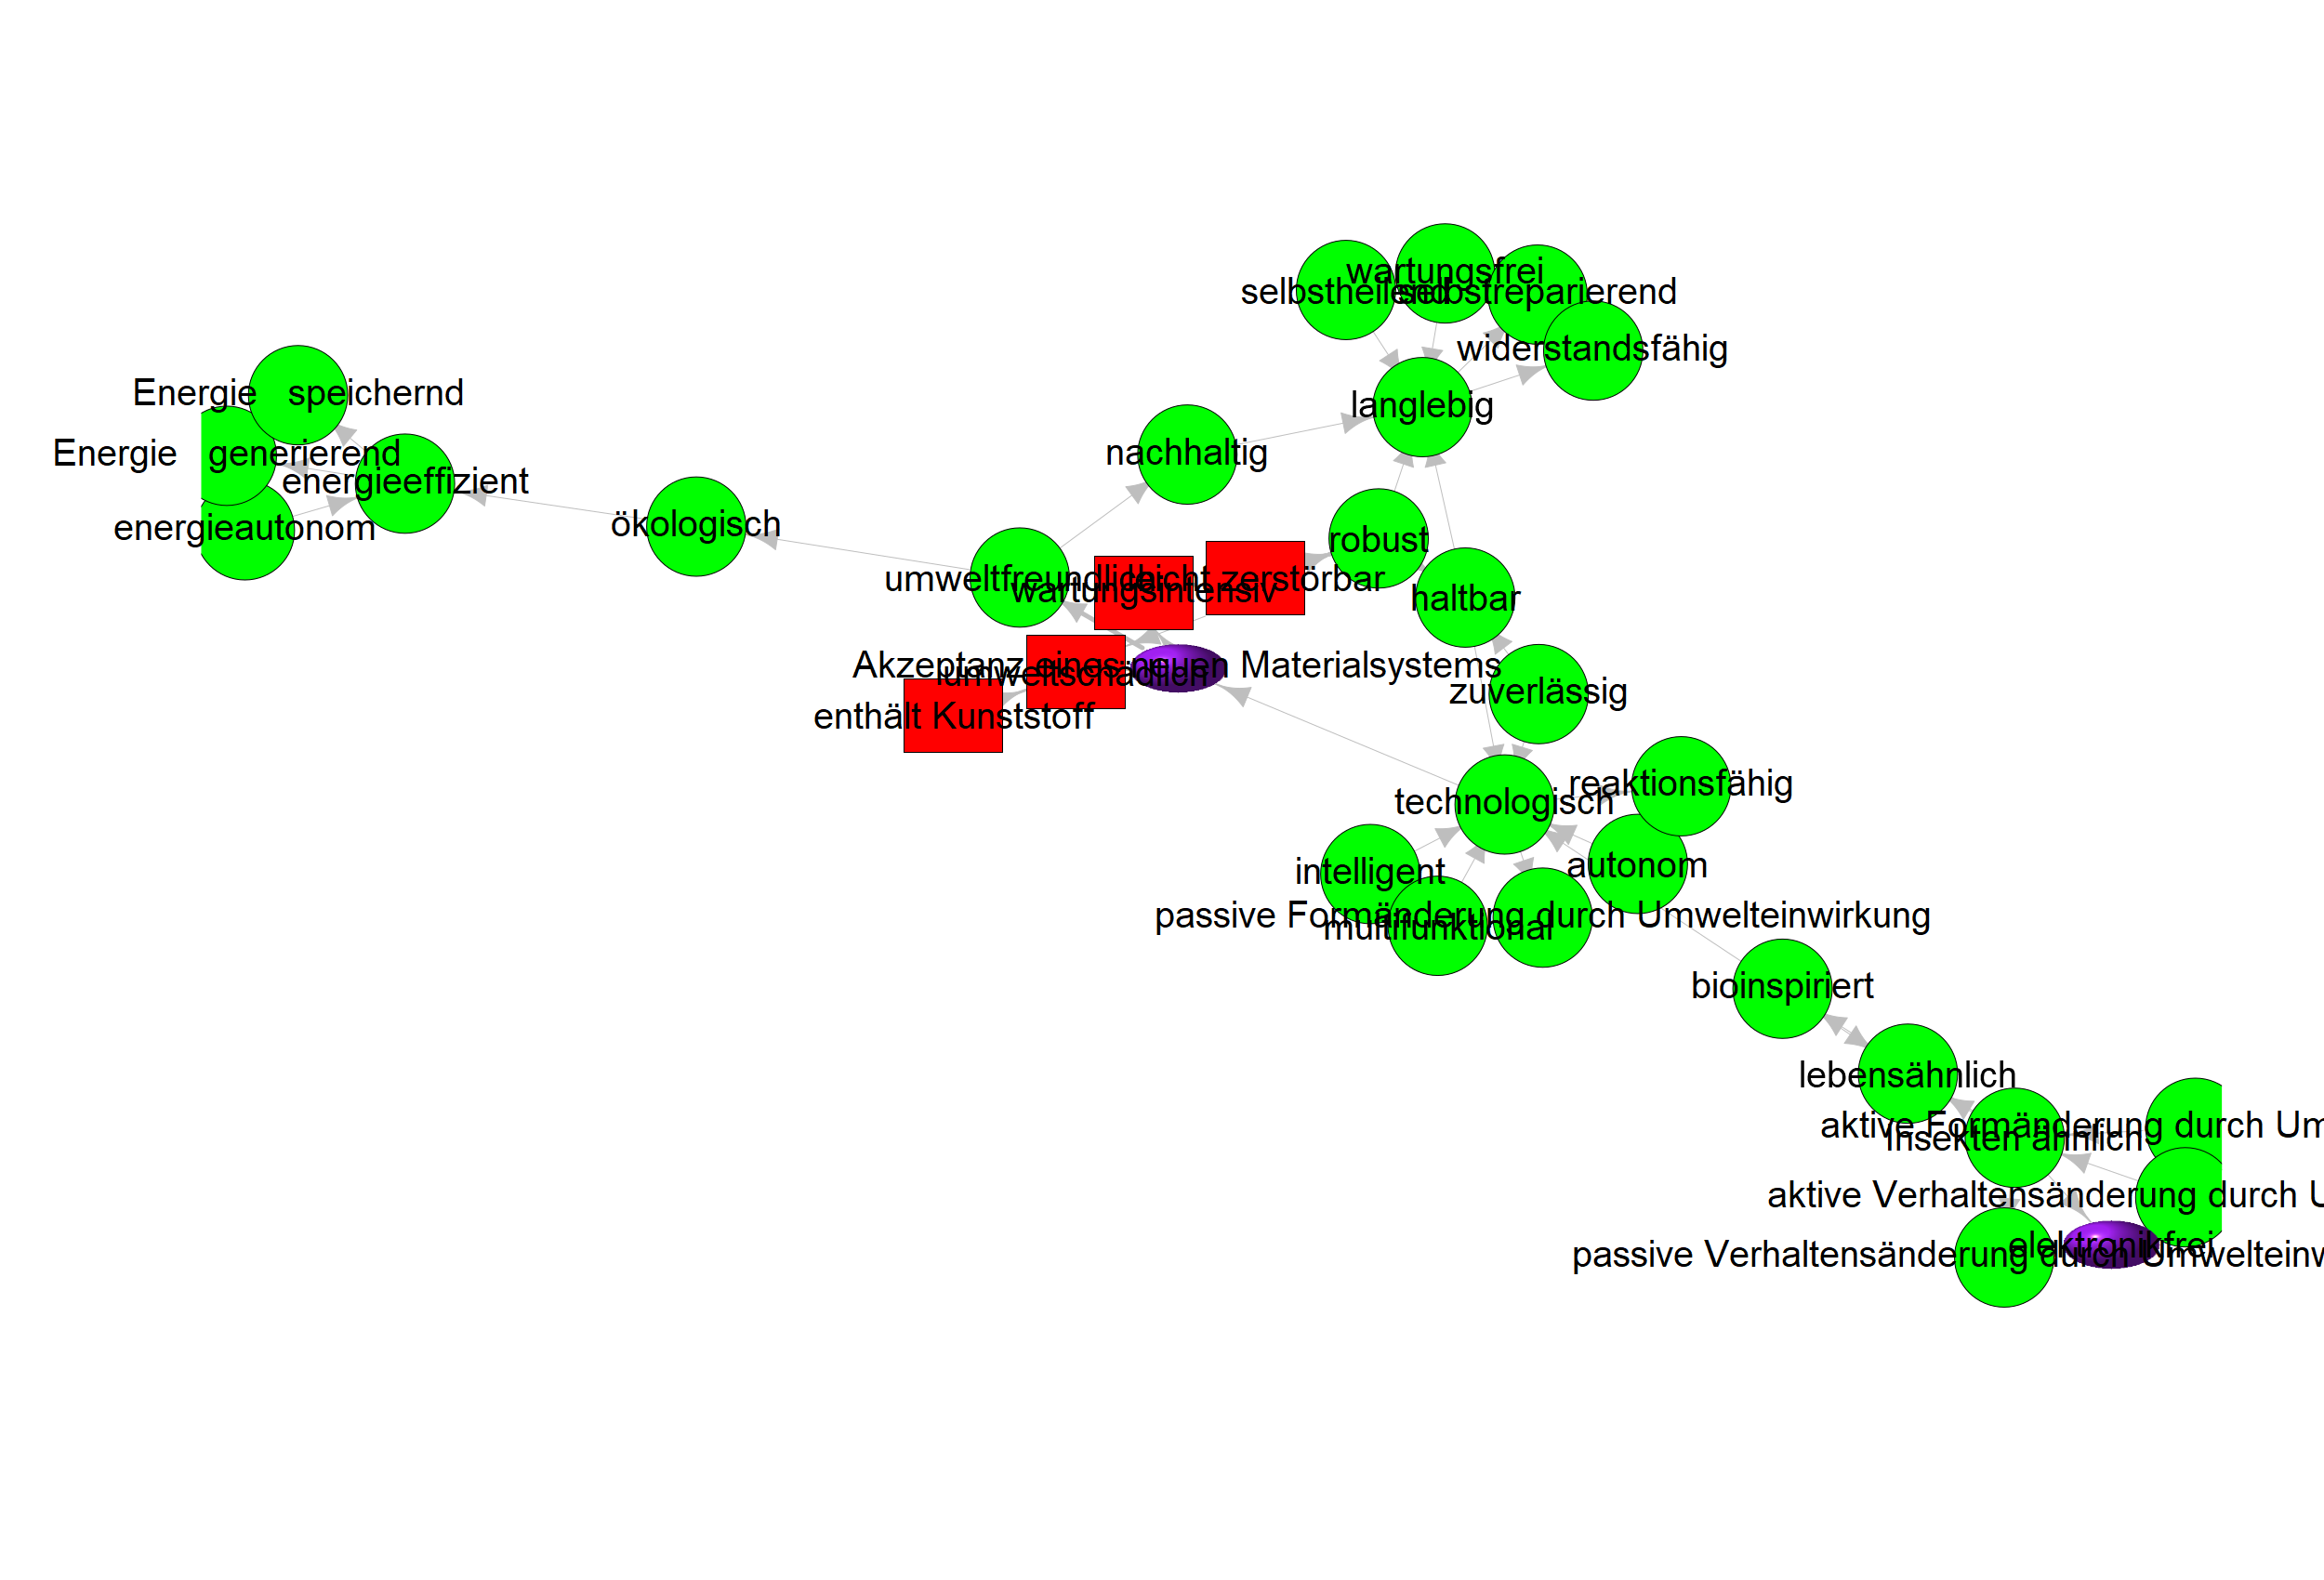 wartungsfrei
selbstheilend
selbstreparierend
widerstandsfähig
Energie speichernd
langlebig
Energie generierend
nachhaltig
energieeffizient
energieautonom
ökologisch
robust
umweltfreundlich
leicht zerstörbar
wartungsintensiv
haltbar
Akzeptanz eines neuen Materialsystems
umweltschädlich
zuverlässig
enthält Kunststoff
reaktionsfähig
technologisch
autonom
intelligent
passive Formänderung durch Umwelteinwirkung
multifunktional
bioinspiriert
lebensähnlich
aktive Formänderung durch Um
Insekten ähnlich
aktive Verhaltensänderung durch U
elektronikfrei
passive Verhaltensänderung durch Umwelteinw